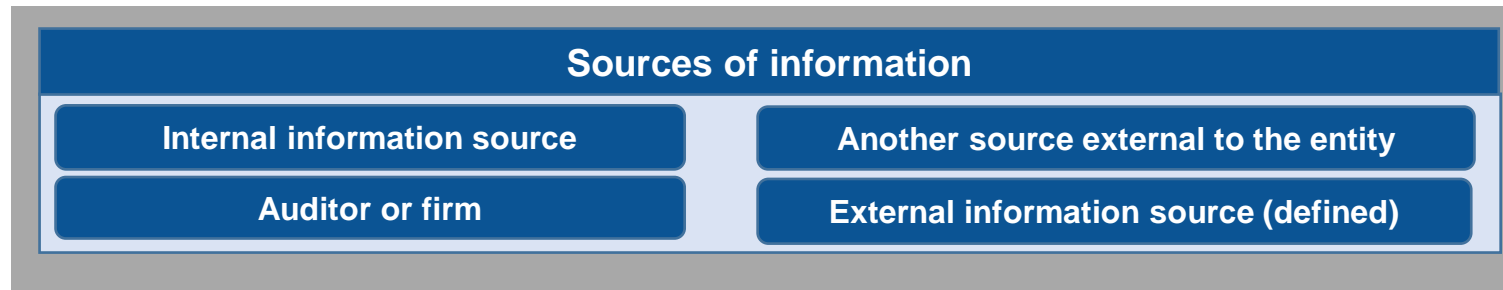 Sources of information
Internal information source
Another source external to the entity
Auditor or firm
External information source (defined)